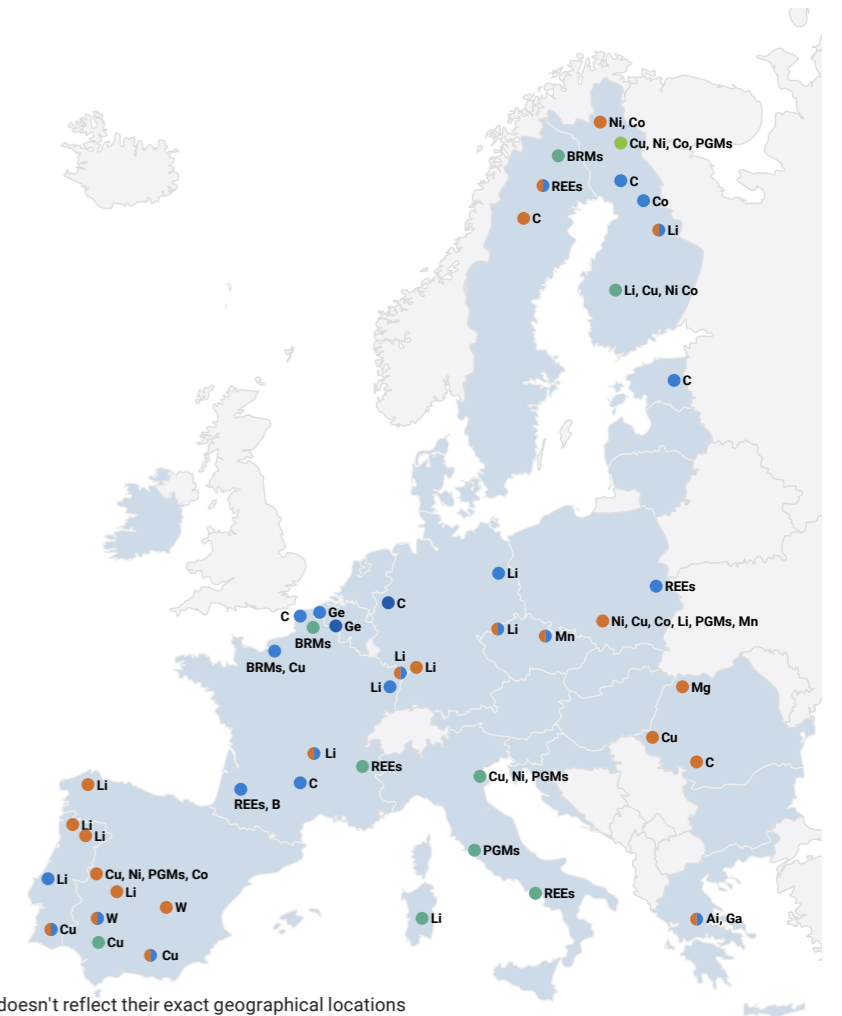 Ni, Co
Cu, Ni, Co, PGMs
BRMs
C
REEs
Co
C
Li
Li, Cu, Ni Co
C
Li
REEs
C
C
Ge
Ge
BRMs
Ni, Cu, Co, Li, PGMs, Mn
Li
Mn
BRMs, Cu
Li
Li
Li
Mg
Cu
Li
C
REEs
Cu, Ni, PGMs
C
Li
REEs, B
Li
Li
PGMs
Cu, Ni, PGMs, Co
Li
Li
REEs
W
W
Li
Ai, Ga
Cu
Cu
Cu
doesn't reflect their exact geographical locations